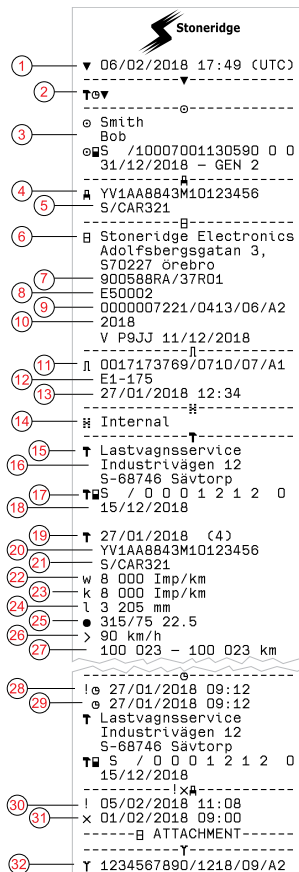 Stoneridge
1 ▼ 06/02/2018 17:49 (UTC)
2
3 Smith
Bob
S /10007001130590 0 0
31/12/2018 – GEN 2
4 YV1AA8843M10123456
5 S/CAR321
6 Stoneridge Electronics
Adolfsbergsgatan 3,
S70227 örebro
7 900588RA/37R01
8 E50002
9 0000007221/0413/06/A2
10 2018
V P9JJ 11/12/2018
11 0017173769/0710/07/A1
12 E1-175
13 27/01/2018 12:34
14 Internal
15 Lastvagnsservice
16 Industrivägen 12
S-68746 Sävtorp
17 S / 0 0 0 1 2 1 2 0
18 15/12/2018
19 27/01/2018 (4)
20 YV1AA8843M10123456
21 S/CAR321
22 w 8 000 Imp/km
23 k 8 000 Imp/km
24 l 3 205 mm
25 ● 315/75 22.5
26 > 90 km/h
27 100 023 – 100 023 km
28 ! 27/01/2018 09:12
29 27/01/2018 09:12
Lastvagnsservice
Industrivägen 12
S-68746 Sävtorp
S / 0 0 0 1 2 1 2 0
15/12/2018
!×
30 ! 05/02/2018 11:08
31 × 01/02/2018 09:00
ATTACHMENT
32 1234567890/1218/09/A2